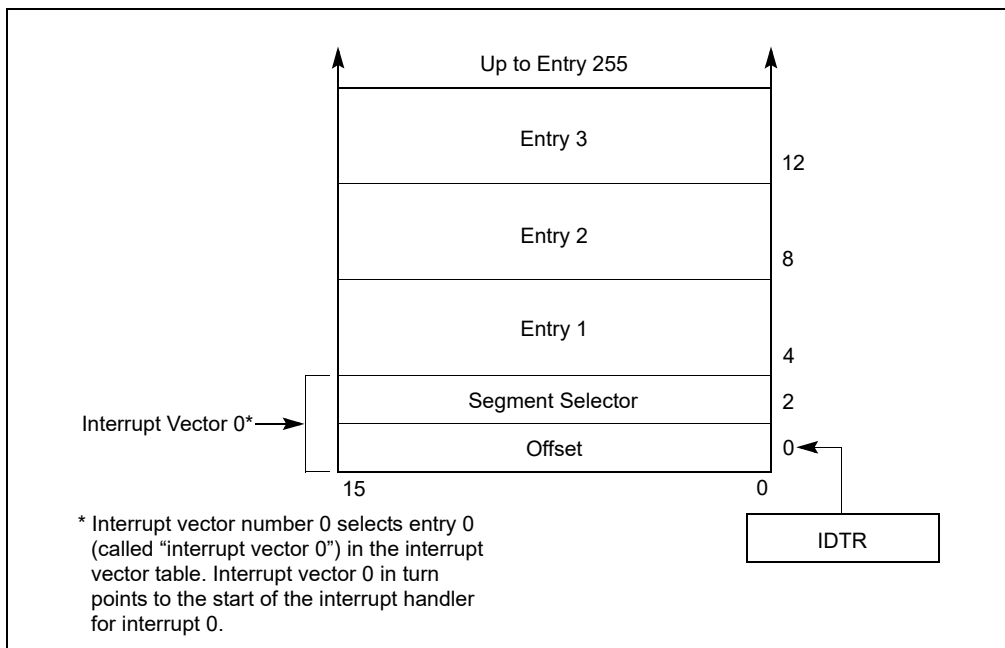 Up to Entry 255
Entry 3
12
Entry 2
8
Entry 1
4
Segment Selector
2
Interrupt Vector 0*
Offset
0
15
0
* Interrupt vector number 0 selects entry 0
(called “interrupt vector 0”) in the interrupt
vector table. Interrupt vector 0 in turn
points to the start of the interrupt handler
for interrupt 0.
IDTR